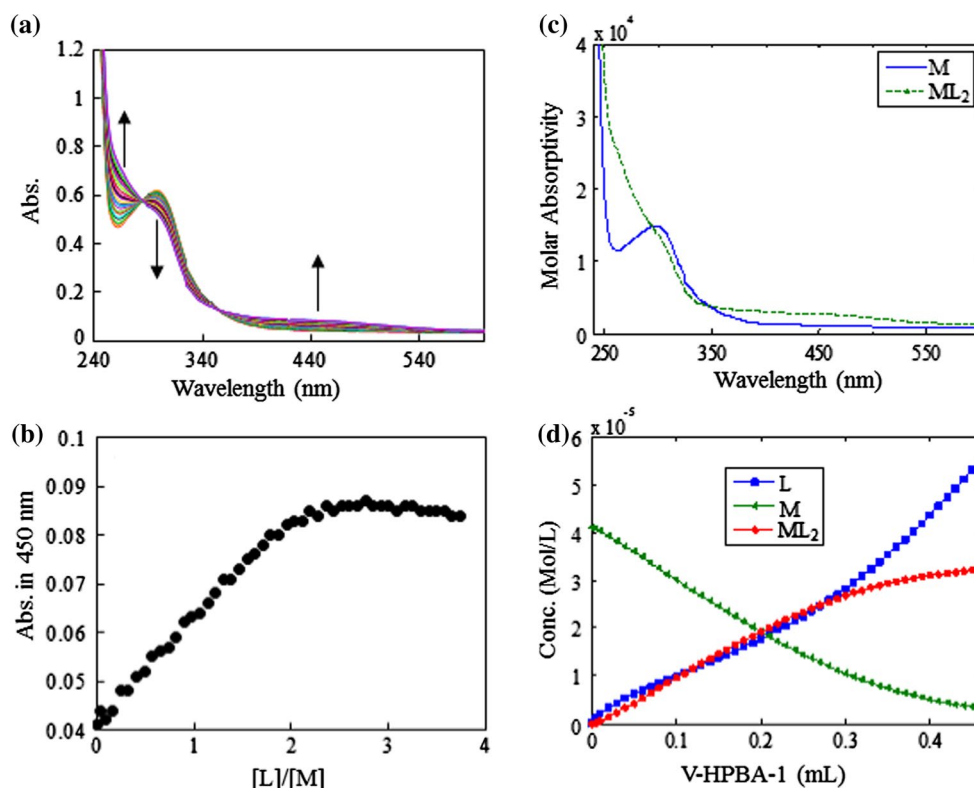 (a)
1.2
1
0.8
0.6
0.4
0.2
0
Abs.
240
340
440
540
Wavelength (nm)
(b)
0.1
0.09
0.08
0.07
0.06
0.05
0.04
Abs. in 450 nm
0
1
2
3
4
[L]/[M]
(c)
x 10⁴
4
3
2
1
0
Molar Absorptivity
M
ML₂
250
350
450
550
Wavelength (nm)
(d)
x 10⁻⁵
6
5
4
3
2
1
0
Conc. (Mol/L)
L
M
ML₂
0
0.1
0.2
0.3
0.4
V-HPBA-1 (mL)